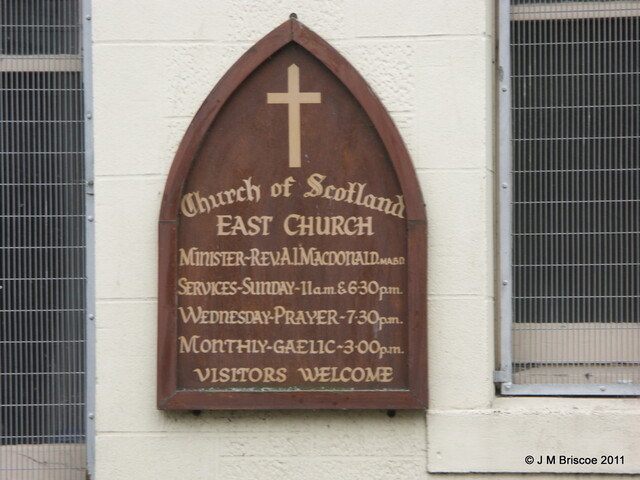 Church of Scotland
EAST CHURCH
MINISTER-REV.A.I.MACDONALD.M.A.B.D.
SERVICES-SUNDAY-11a.m.&6·30p.m.
WEDNESDAY-PRAYER-7·30p.m.
MONTHLY-GAELIC-3·00p.m.
VISITORS WELCOME
© J M Briscoe 2011